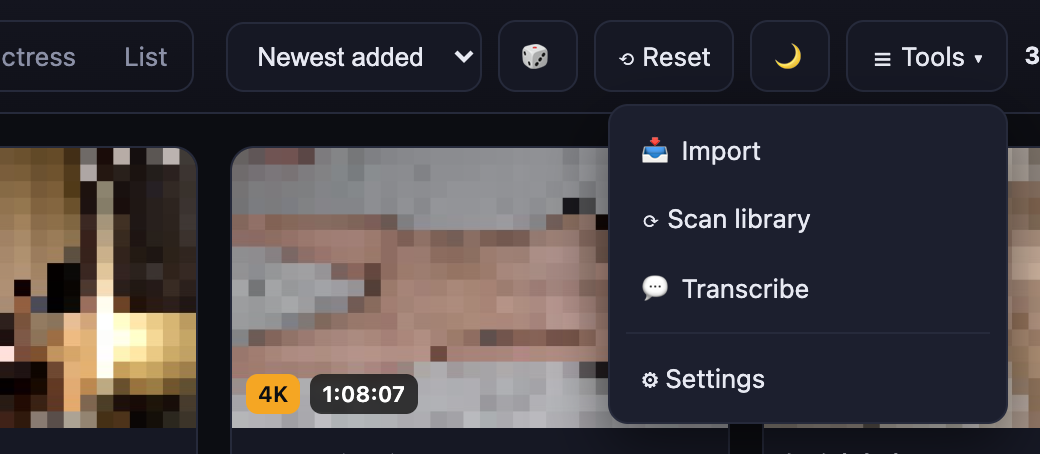 ctress List Newest added Reset Tools 3
Import
Scan library
Transcribe
Settings
4K 1:08:07